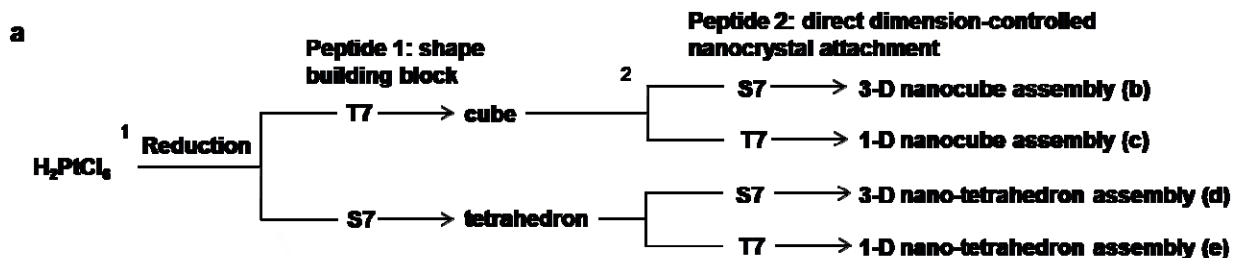 a
Peptide 1: shape
building block
Peptide 2: direct dimension-controlled
nanocrystal attachment
H₂PtCl₆
1
Reduction
T7
cube
2
S7
3-D nanocube assembly (b)
T7
1-D nanocube assembly (c)
S7
tetrahedron
S7
3-D nano-tetrahedron assembly (d)
T7
1-D nano-tetrahedron assembly (e)